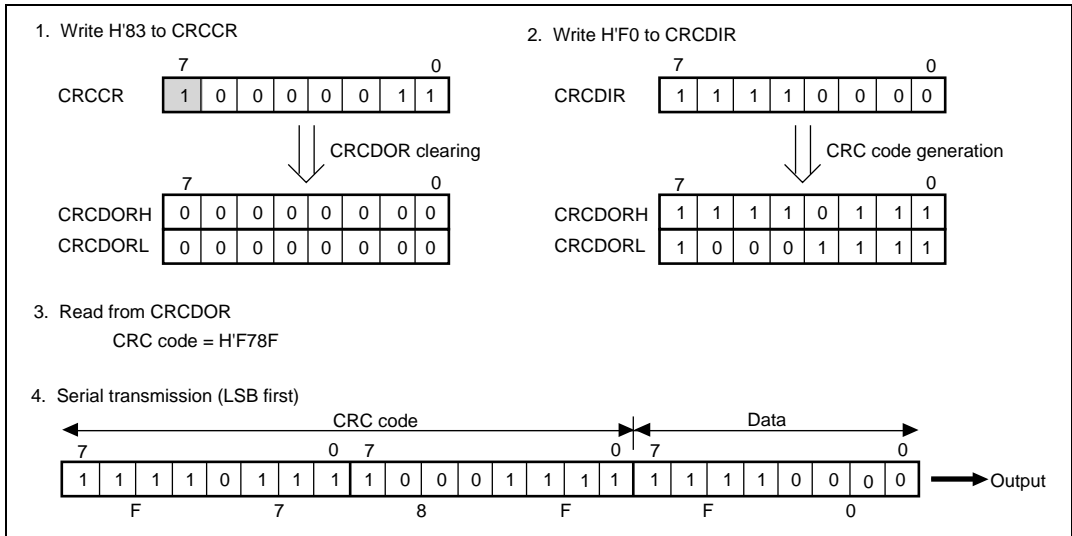 1. Write H'83 to CRCCR
7 0
CRCCR 1 0 0 0 0 0 1 1
CRCDOR clearing
7 0
CRCDORH 0 0 0 0 0 0 0 0
CRCDORL 0 0 0 0 0 0 0 0
2. Write H'F0 to CRCDIR
7 0
CRCDIR 1 1 1 1 0 0 0 0
CRC code generation
7 0
CRCDORH 1 1 1 1 0 1 1 1
CRCDORL 1 0 0 0 1 1 1 1
3. Read from CRCDOR
CRC code = H'F78F
4. Serial transmission (LSB first)
CRC code Data
7 0 7 0 7 0
1 1 1 1 0 1 1 1 1 0 0 0 1 1 1 1 1 1 1 1 0 0 0 0 Output
F 7 8 F F 0